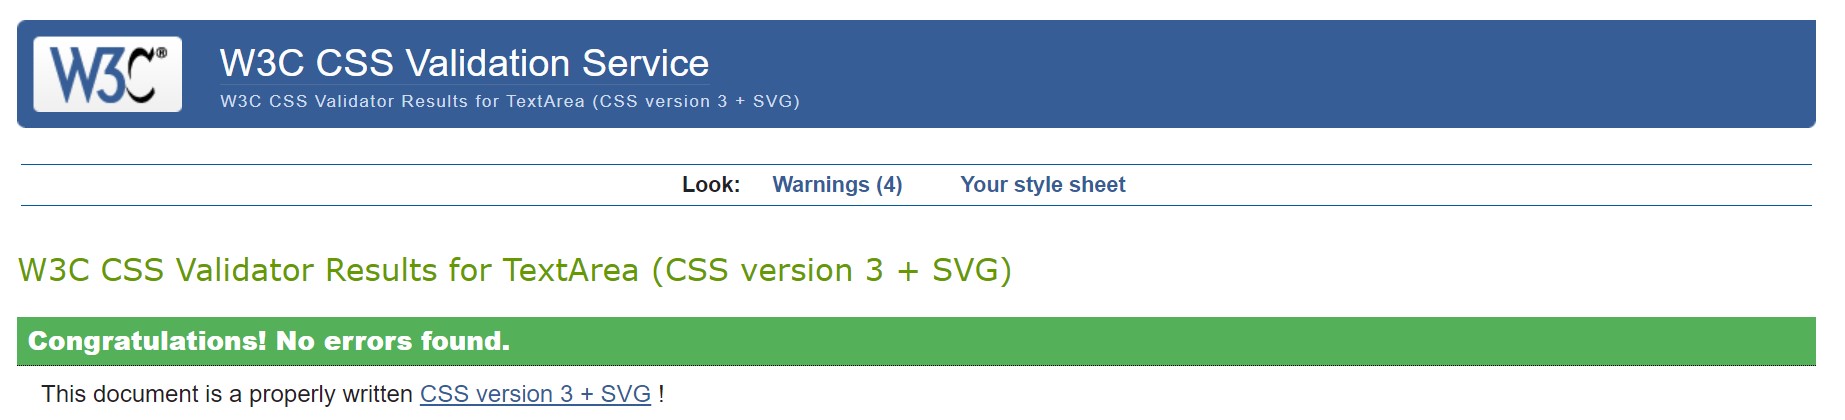 W3C®
W3C CSS Validation Service
W3C CSS Validator Results for TextArea (CSS version 3 + SVG)
Look: Warnings (4) Your style sheet
W3C CSS Validator Results for TextArea (CSS version 3 + SVG)
Congratulations! No errors found.
This document is a properly written CSS version 3 + SVG !